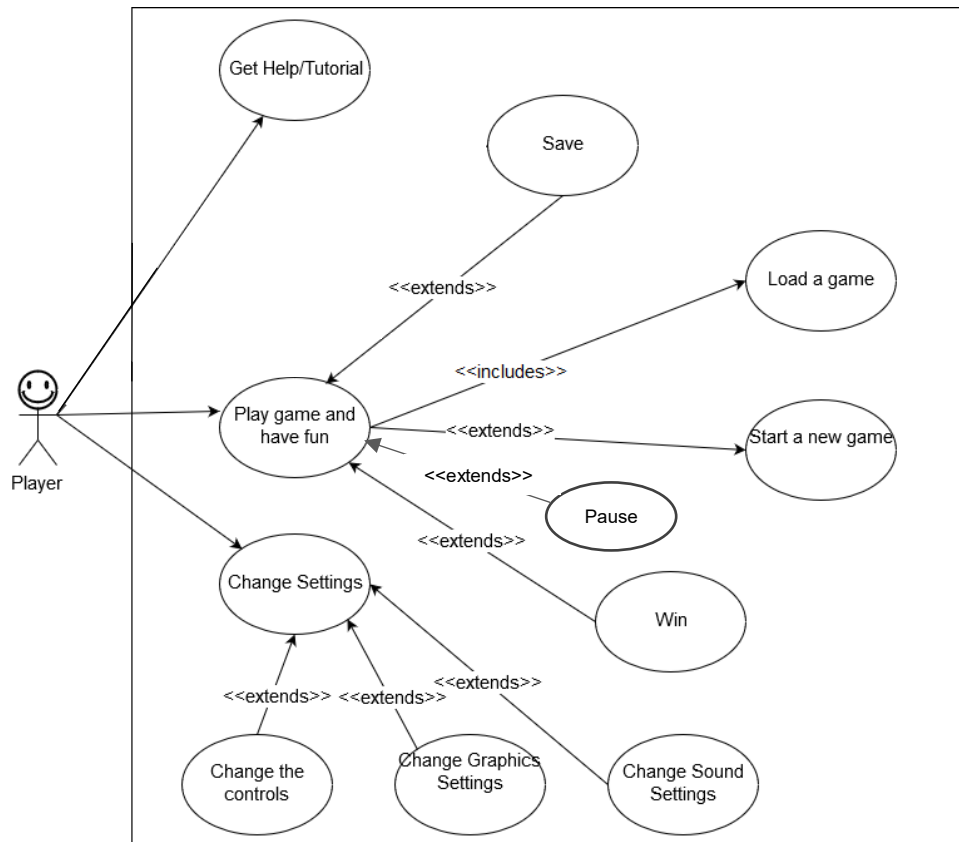 Get Help/Tutorial
Save
Load a game
<<extends>>
<<includes>>
Play game and
have fun
<<extends>>
Start a new game
<<extends>>
Player
Pause
<<extends>>
Change Settings
Win
<<extends>>
<<extends>>
<<extends>>
Change the
controls
Change Graphics
Settings
Change Sound
Settings